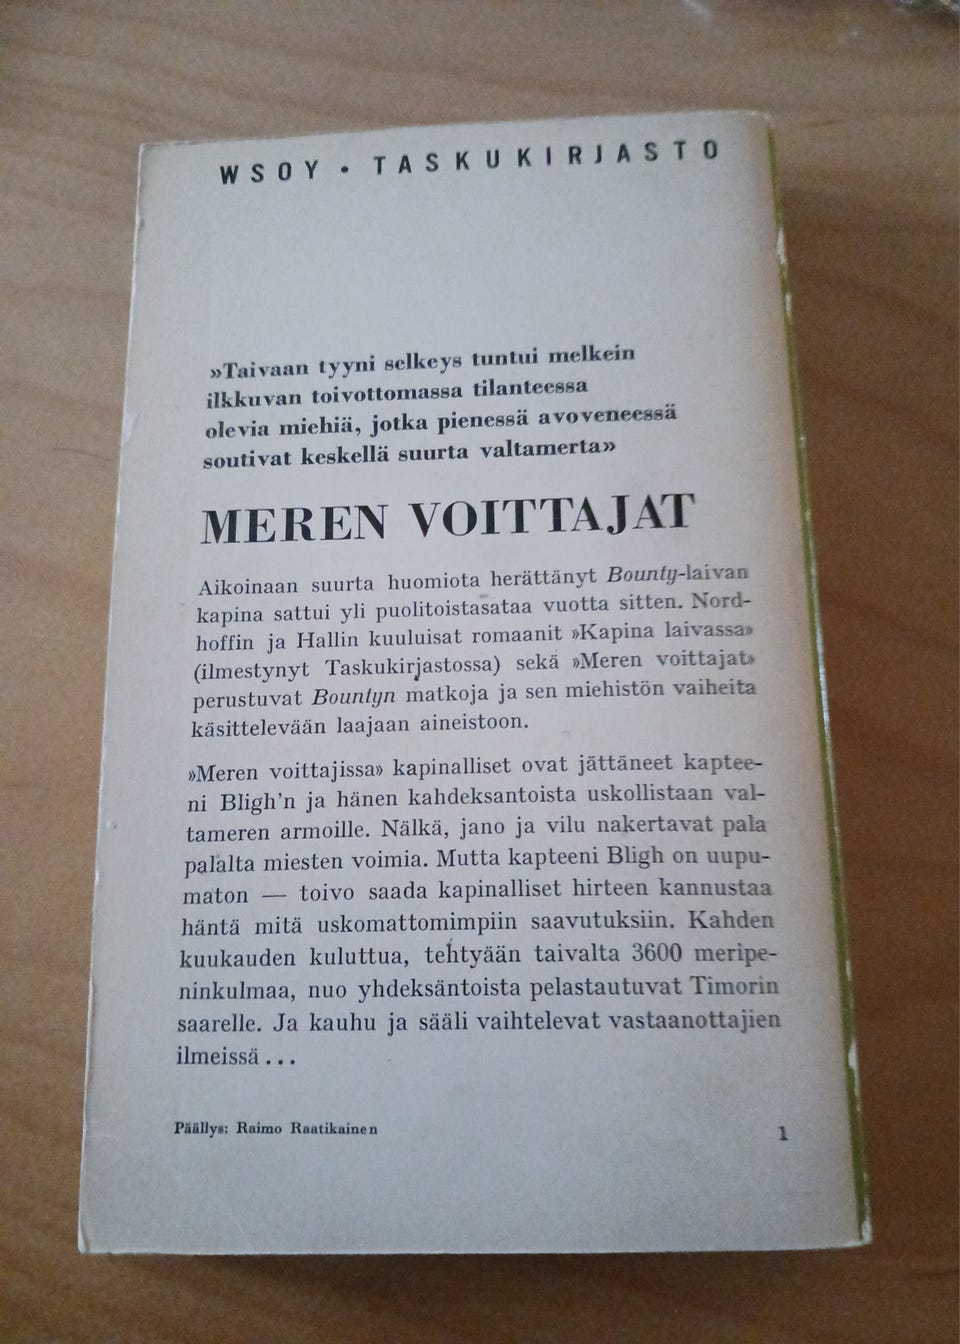 WSOY • TASKUKIRJASTO
»Taivaan tyyni selkeys tuntui melkein
ilkkuvan toivottomassa tilanteessa
olevia miehiä, jotka pienessä avoveneessä
soutivat keskellä suurta valtamerta»
MEREN VOITTAJAT
Aikoinaan suurta huomiota herättänyt Bounty-laivan
kapina sattui yli puolitoistasataa vuotta sitten. Nord-
hoffin ja Hallin kuuluisat romaanit »Kapina laivassa»
(ilmestynyt Taskukirjastossa) sekä »Meren voittajat»
perustuvat Bountyn matkoja ja sen miehistön vaiheita
käsittelevään laajaan aineistoon.
»Meren voittajissa» kapinalliset ovat jättäneet kaptee-
ni Bligh'n ja hänen kahdeksantoista uskollistaan val-
tameren armoille. Nälkä, jano ja vilu nakertavat pala
palalta miesten voimia. Mutta kapteeni Bligh on uupu-
maton — toivo saada kapinalliset hirteen kannustaa
häntä mitä uskomattomimpiin saavutuksiin. Kahden
kuukauden kuluttua, tehtyään taivalta 3600 meripe-
ninkulmaa, nuo yhdeksäntoista pelastautuvat Timorin
saarelle. Ja kauhu ja sääli vaihtelevat vastaanottajien
ilmeissä...
Päällys: Raimo Raatikainen
1